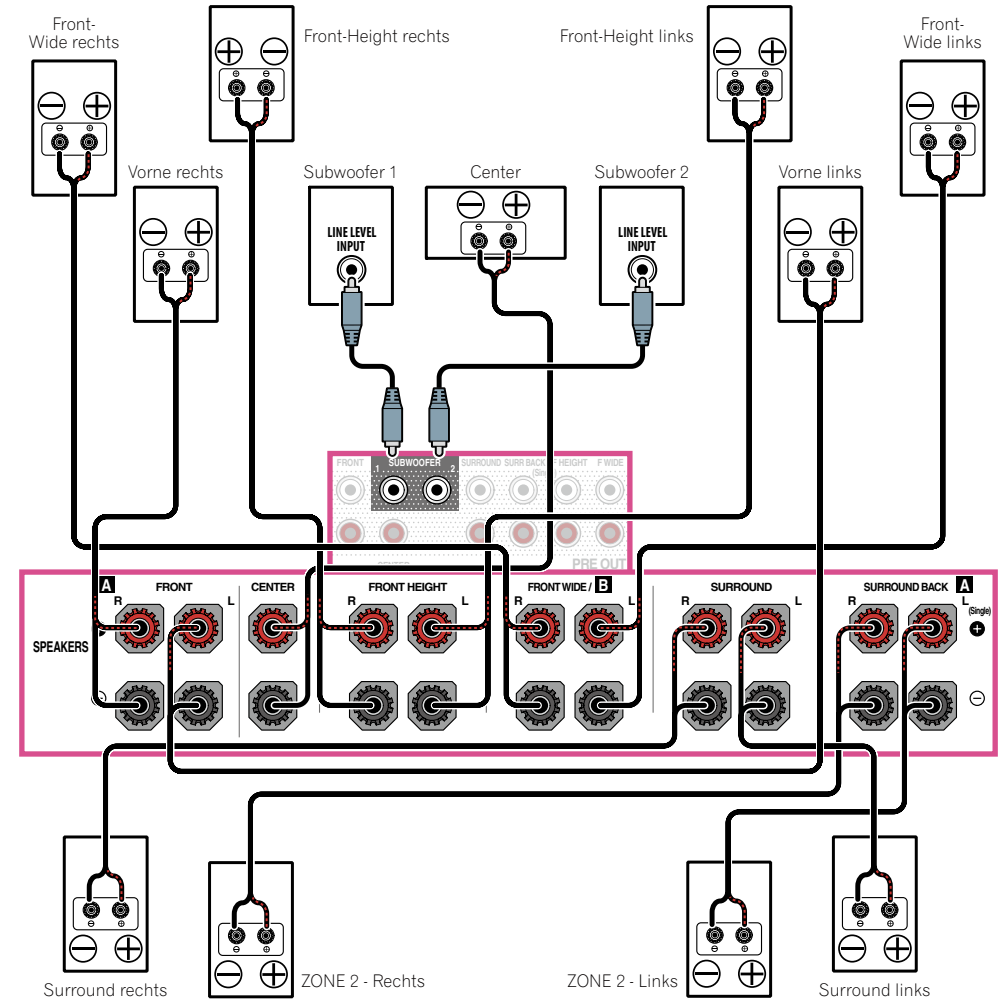 Front-
Wide rechts
Front-Height rechts
Front-Height links
Front-
Wide links
Vorne rechts
Subwoofer 1
Center
Subwoofer 2
Vorne links
LINE LEVEL
INPUT
LINE LEVEL
INPUT
FRONT
SUBWOOFER
1
2
SURROUND
SURR BACK
F HEIGHT
F WIDE
PRE OUT
A
FRONT
CENTER
FRONT HEIGHT
FRONT WIDE / B
SURROUND
SURROUND BACK A
R
L
R
L
R
L
R
L
R
L
(Single)
SPEAKERS
Surround rechts
ZONE 2 - Rechts
ZONE 2 - Links
Surround links